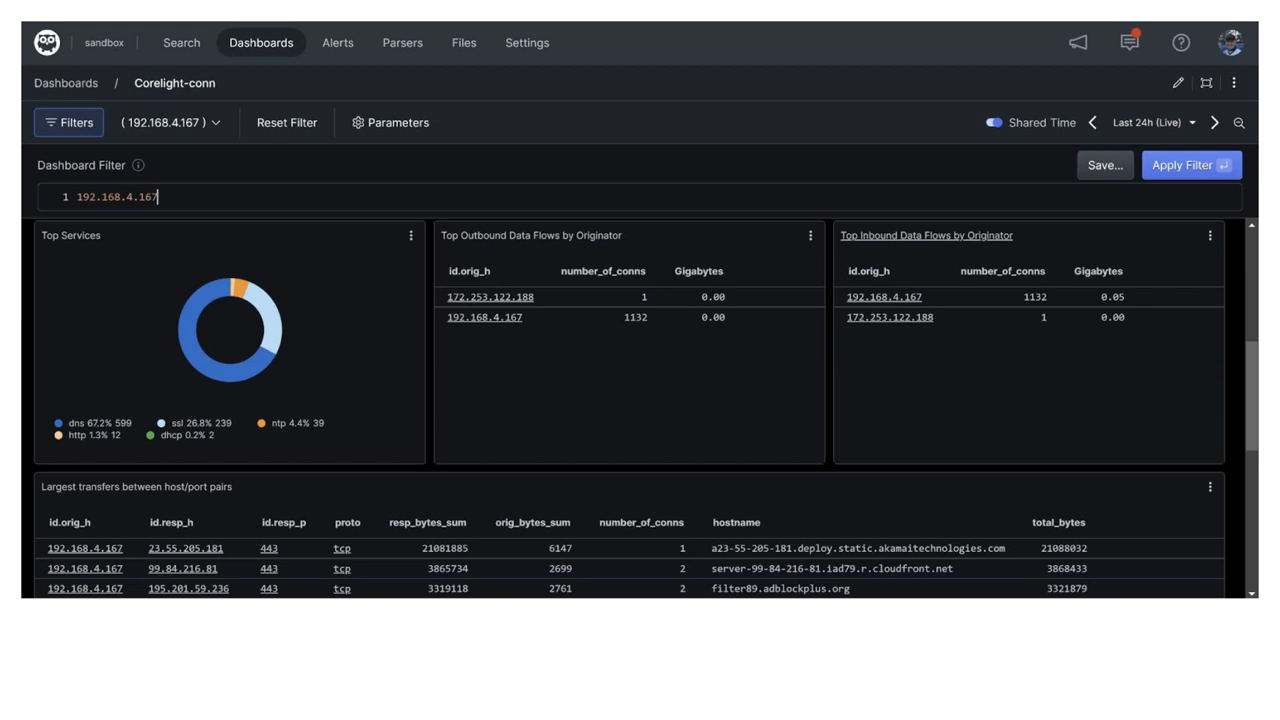 sandbox Search Dashboards Alerts Parsers Files Settings
Dashboards / Corelight-conn
Filters ( 192.168.4.167 ) Reset Filter Parameters Shared Time Last 24h (Live)
Dashboard Filter Save... Apply Filter
1 192.168.4.167
Top Services
dns 67.2% 599 ssl 26.8% 239 ntp 4.4% 39
http 1.3% 12 dhcp 0.2% 2
Top Outbound Data Flows by Originator
id.orig_h number_of_conns Gigabytes
172.253.122.188 1 0.00
192.168.4.167 1132 0.00
Top Inbound Data Flows by Originator
id.orig_h number_of_conns Gigabytes
192.168.4.167 1132 0.05
172.253.122.188 1 0.00
Largest transfers between host/port pairs
id.orig_h id.resp_h id.resp_p proto resp_bytes_sum orig_bytes_sum number_of_conns hostname total_bytes
192.168.4.167 23.55.205.181 443 tcp 21081885 6147 1 a23-55-205-181.deploy.static.akamaitechnologies.com 21088032
192.168.4.167 99.84.216.81 443 tcp 3865734 2699 2 server-99-84-216-81.iad79.r.cloudfront.net 3868433
192.168.4.167 195.201.59.236 443 tcp 3319118 2761 2 filter89.adblockplus.org 3321879